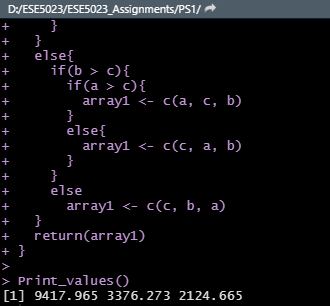 D:/ESE5023/ESE5023_Assignments/PS1/
+       }
+     }
+   else{
+     if(b > c){
+       if(a > c){
+         array1 <- c(a, c, b)
+       }
+       else{
+         array1 <- c(c, a, b)
+       }
+     }
+     else
+       array1 <- c(c, b, a)
+   }
+   return(array1)
+ }
>
> Print_values()
[1] 9417.965 3376.273 2124.665